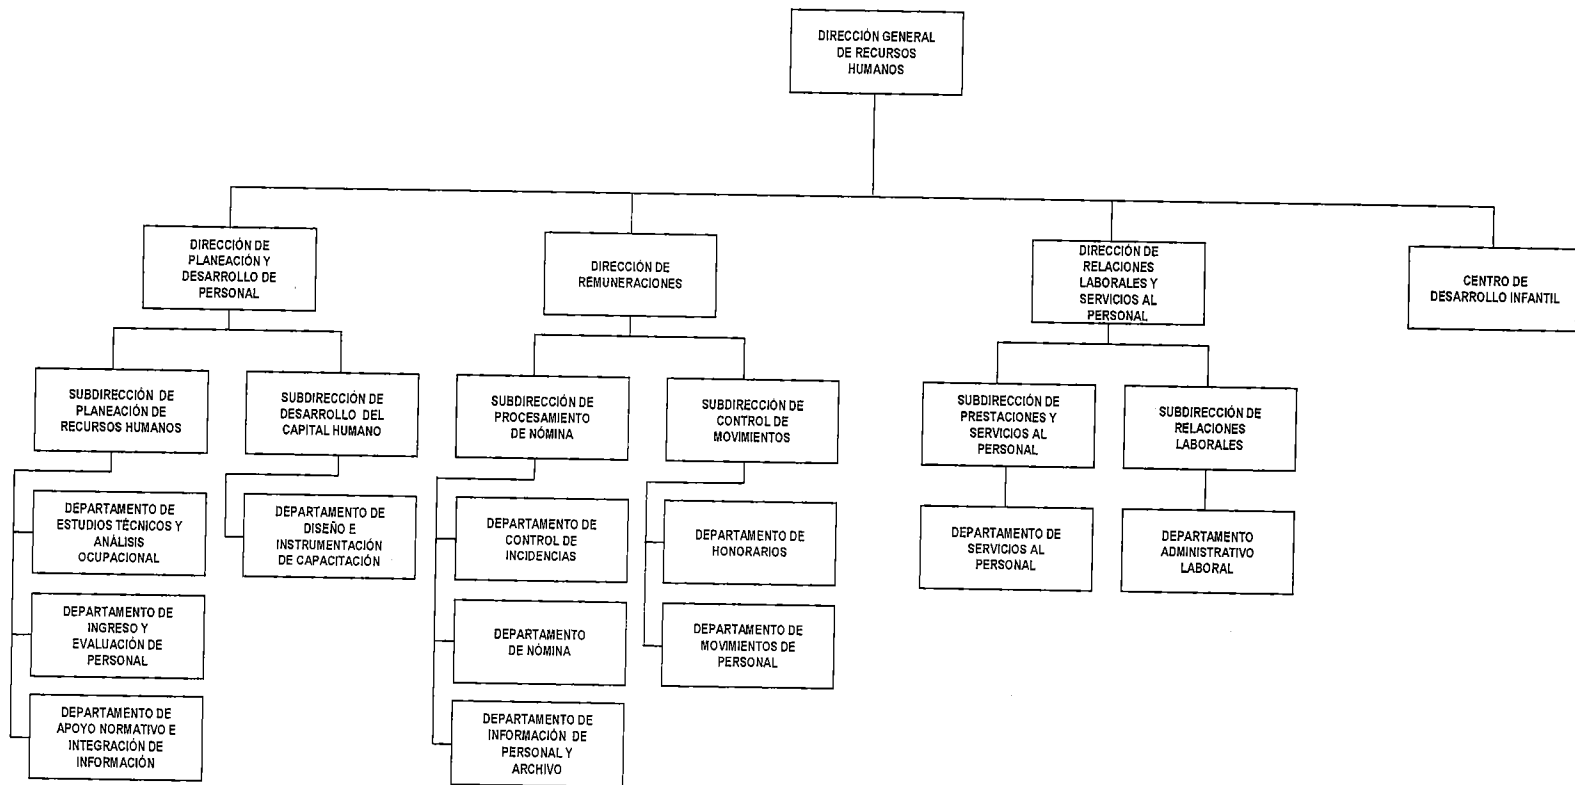 DIRECCIÓN GENERAL
DE RECURSOS
HUMANOS
DIRECCIÓN DE
PLANEACIÓN Y
DESARROLLO DE
PERSONAL
DIRECCIÓN DE
REMUNERACIONES
DIRECCIÓN DE
RELACIONES
LABORALES Y
SERVICIOS AL
PERSONAL
CENTRO DE
DESARROLLO INFANTIL
SUBDIRECCIÓN DE
PLANEACIÓN DE
RECURSOS HUMANOS
SUBDIRECCIÓN DE
DESARROLLO DEL
CAPITAL HUMANO
SUBDIRECCIÓN DE
PROCESAMIENTO
DE NÓMINA
SUBDIRECCIÓN DE
CONTROL DE
MOVIMIENTOS
SUBDIRECCIÓN DE
PRESTACIONES Y
SERVICIOS AL
PERSONAL
SUBDIRECCIÓN DE
RELACIONES
LABORALES
DEPARTAMENTO DE
ESTUDIOS TÉCNICOS Y
ANÁLISIS
OCUPACIONAL
DEPARTAMENTO DE
DISEÑO E
INSTRUMENTACIÓN
DE CAPACITACIÓN
DEPARTAMENTO DE
CONTROL DE
INCIDENCIAS
DEPARTAMENTO DE
HONORARIOS
DEPARTAMENTO DE
SERVICIOS AL
PERSONAL
DEPARTAMENTO
ADMINISTRATIVO
LABORAL
DEPARTAMENTO DE
INGRESO Y
EVALUACIÓN DE
PERSONAL
DEPARTAMENTO
DE NÓMINA
DEPARTAMENTO DE
MOVIMIENTOS DE
PERSONAL
DEPARTAMENTO DE
APOYO NORMATIVO E
INTEGRACIÓN DE
INFORMACIÓN
DEPARTAMENTO DE
INFORMACIÓN DE
PERSONAL Y
ARCHIVO